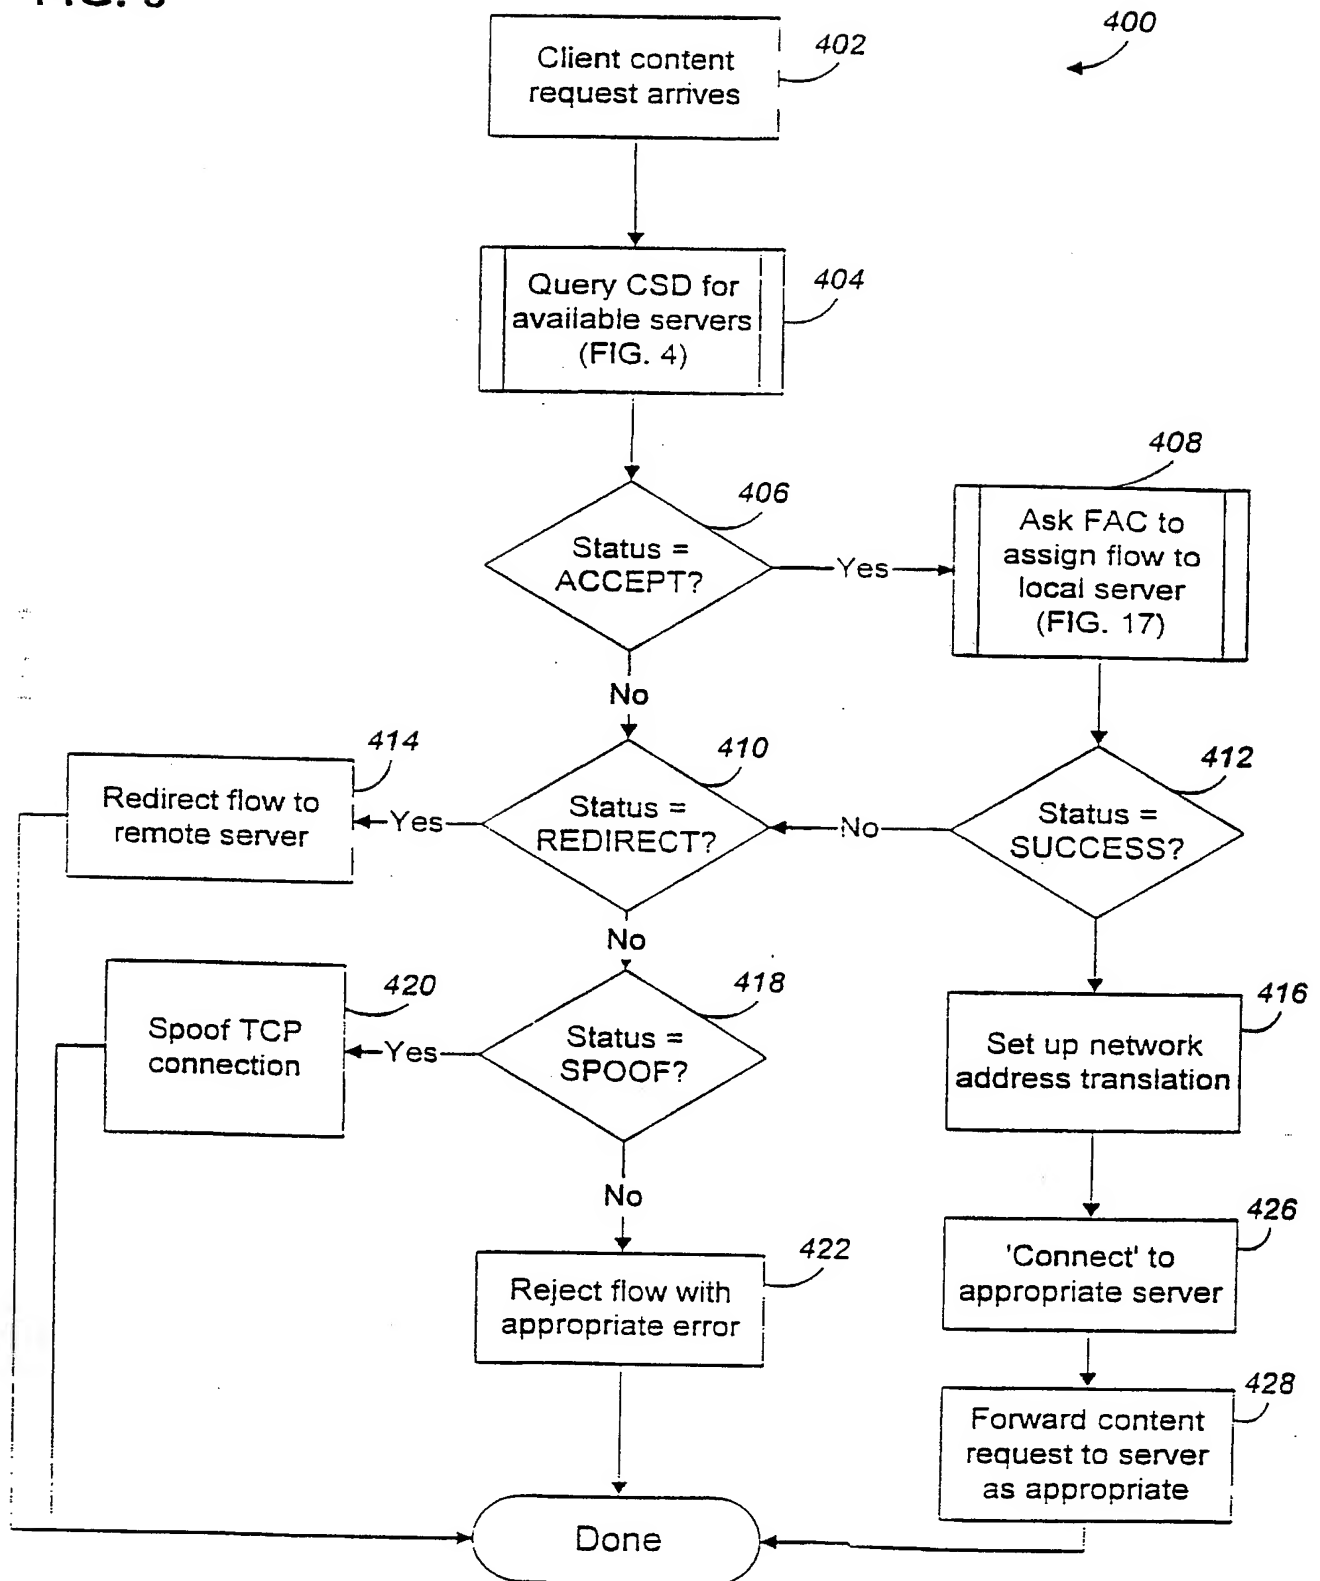 400
Client content
request arrives
402
Query CSD for
available servers
(FIG. 4)
404
Status =
ACCEPT?
406
Yes
Ask FAC to
assign flow to
local server
(FIG. 17)
408
No
Redirect flow to
remote server
414
Yes
Status =
REDIRECT?
410
No
Status =
SUCCESS?
412
No
Spoof TCP
connection
420
Yes
Status =
SPOOF?
418
Set up network
address translation
416
No
Reject flow with
appropriate error
422
'Connect' to
appropriate server
426
Forward content
request to server
as appropriate
428
Done